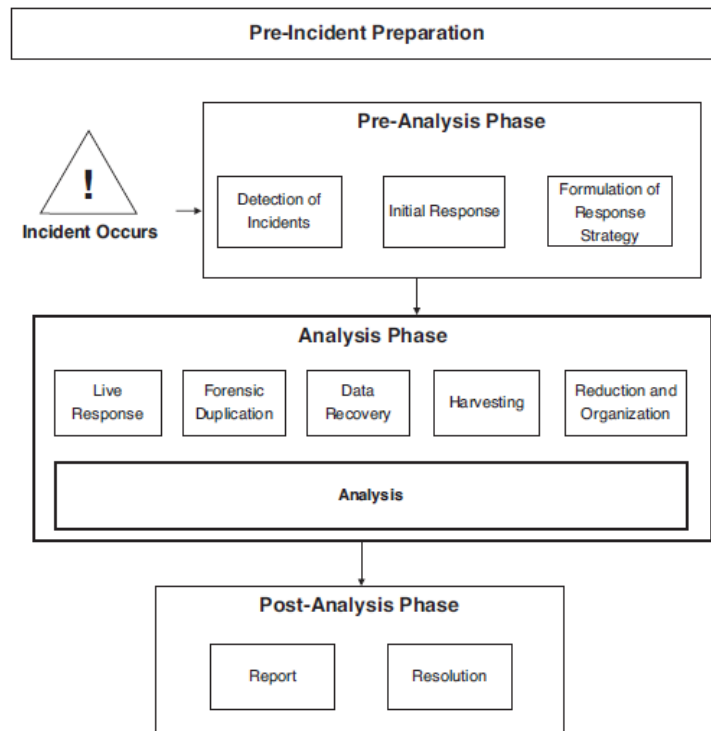 Pre-Incident Preparation
Pre-Analysis Phase
!
Incident Occurs
Detection of
Incidents
Initial Response
Formulation of
Response
Strategy
Analysis Phase
Live
Response
Forensic
Duplication
Data
Recovery
Harvesting
Reduction and
Organization
Analysis
Post-Analysis Phase
Report
Resolution